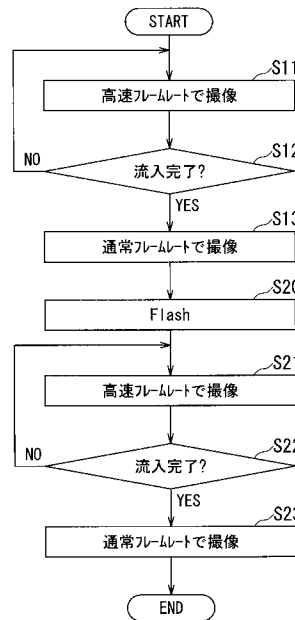 START
S11
高速フレームレートで撮像
S12
流入完了?
NO
YES
S13
通常フレームレートで撮像
S20
Flash
S21
高速フレームレートで撮像
S22
流入完了?
NO
YES
S23
通常フレームレートで撮像
END